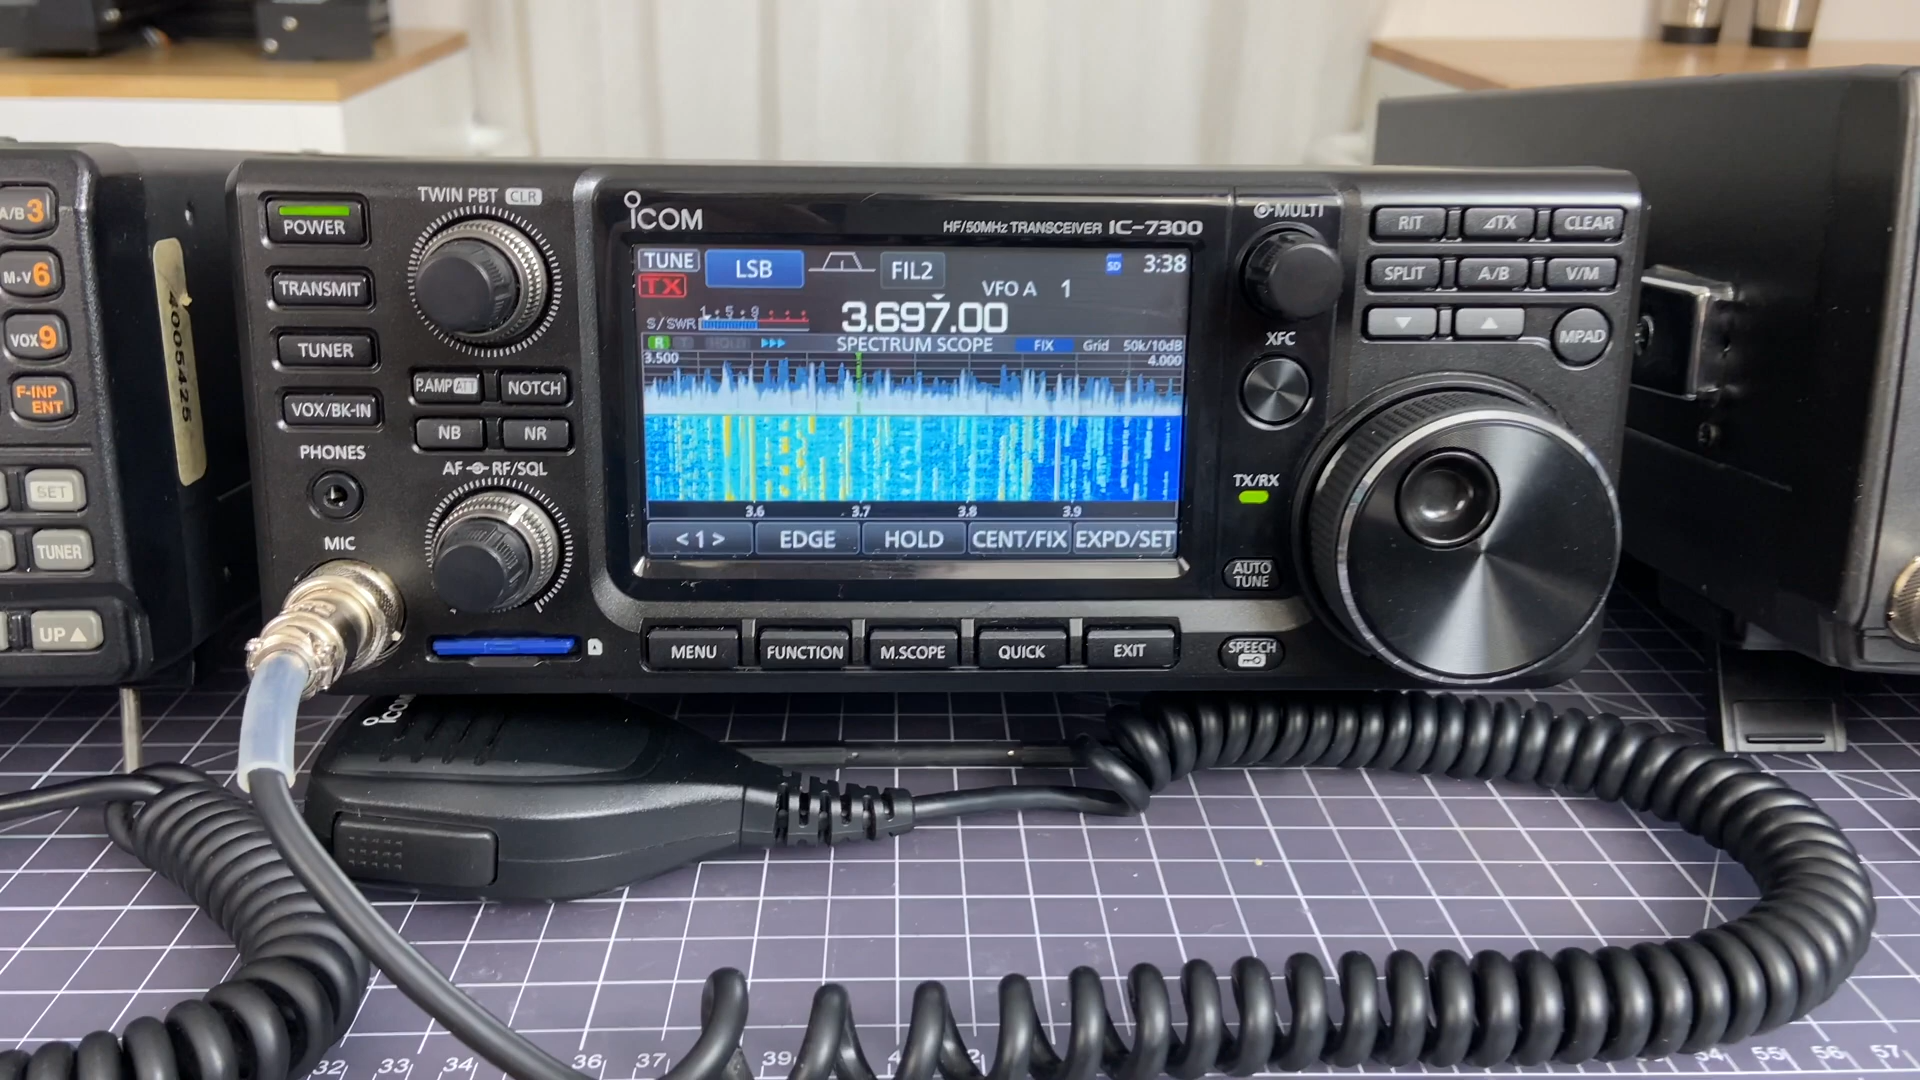 A/B 3
M▸V 6
VOX 9
F-INP
ENT
SET
TUNER
UP ▲
4005425
POWER
TRANSMIT
TUNER
VOX/BK-IN
PHONES
MIC
TWIN PBT CLR
P.AMP ATT
NOTCH
NB
NR
AF RF/SQL
ICOM
HF/50MHz TRANSCEIVER IC-7300
TUNE
LSB
FIL2
SD
3:38
TX
VFO A 1
3.697.00
S/SWR
1 5 9
R
T
HOLD
SPECTRUM SCOPE
FIX
Grid
50k/10dB
3.500
4.000
3.6
3.7
3.8
3.9
< 1 >
EDGE
HOLD
CENT/FIX
EXPD/SET
MENU
FUNCTION
M.SCOPE
QUICK
EXIT
MULTI
XFC
TX/RX
AUTO
TUNE
SPEECH
RIT
⊿TX
CLEAR
SPLIT
A/B
V/M
▼
▲
MPAD
ICOM
32
33
34
36
37
39
54
55
56
57